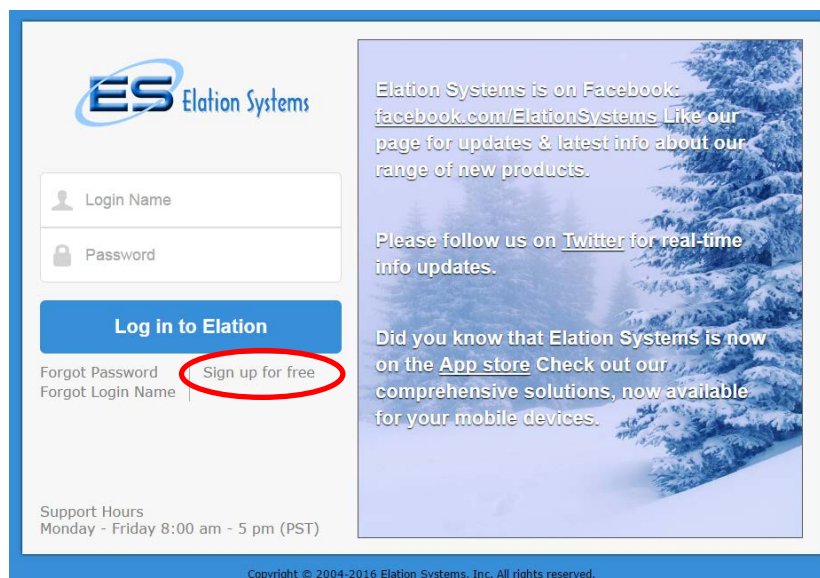 ES Elation Systems
Login Name
Password
Log in to Elation
Forgot Password
Sign up for free
Forgot Login Name
Support Hours
Monday - Friday 8:00 am - 5 pm (PST)
Elation Systems is on Facebook:
facebook.com/ElationSystems Like our
page for updates & latest info about our
range of new products.
Please follow us on Twitter for real-time
info updates.
Did you know that Elation Systems is now
on the App store Check out our
comprehensive solutions, now available
for your mobile devices.
Copyright © 2004-2016 Elation Systems, Inc. All rights reserved.